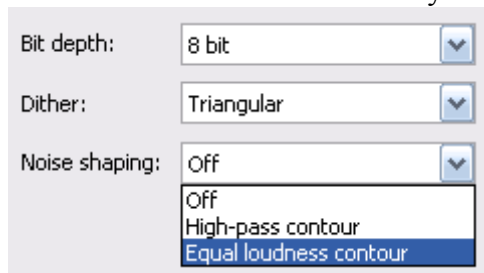 Bit depth: 8 bit
Dither: Triangular
Noise shaping: Off
Off
High-pass contour
Equal loudness contour